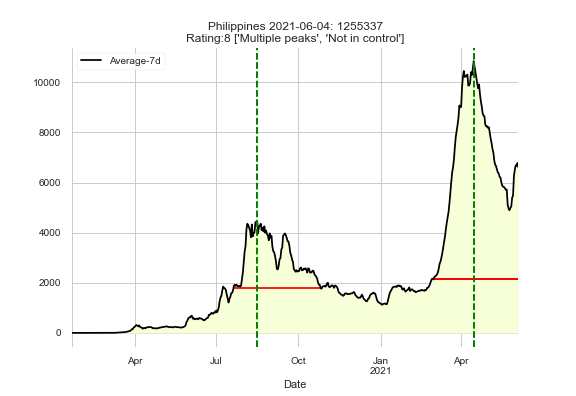 Philippines 2021-06-04: 1255337
Rating:8 ['Multiple peaks', 'Not in control']
Average-7d
10000
8000
6000
4000
2000
0
Apr
Jul
Oct
Jan
2021
Apr
Date